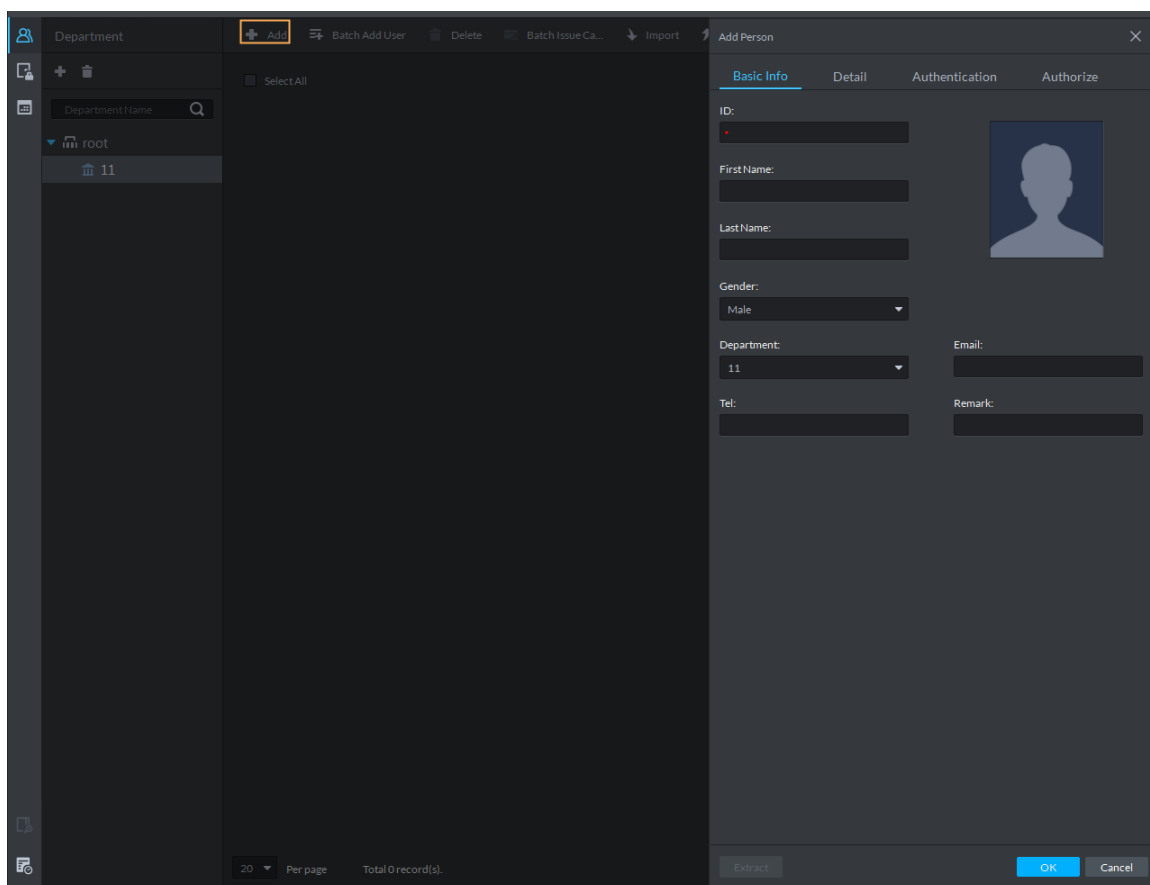 Department
Add
Batch Add User
Delete
Batch Issue Ca...
Import
Select All
Department Name
root
11
20
Per page
Total 0 record(s).
Add Person
Basic Info
Detail
Authentication
Authorize
ID:
*
First Name:
Last Name:
Gender:
Male
Department:
11
Email:
Tel:
Remark:
Extract
OK
Cancel